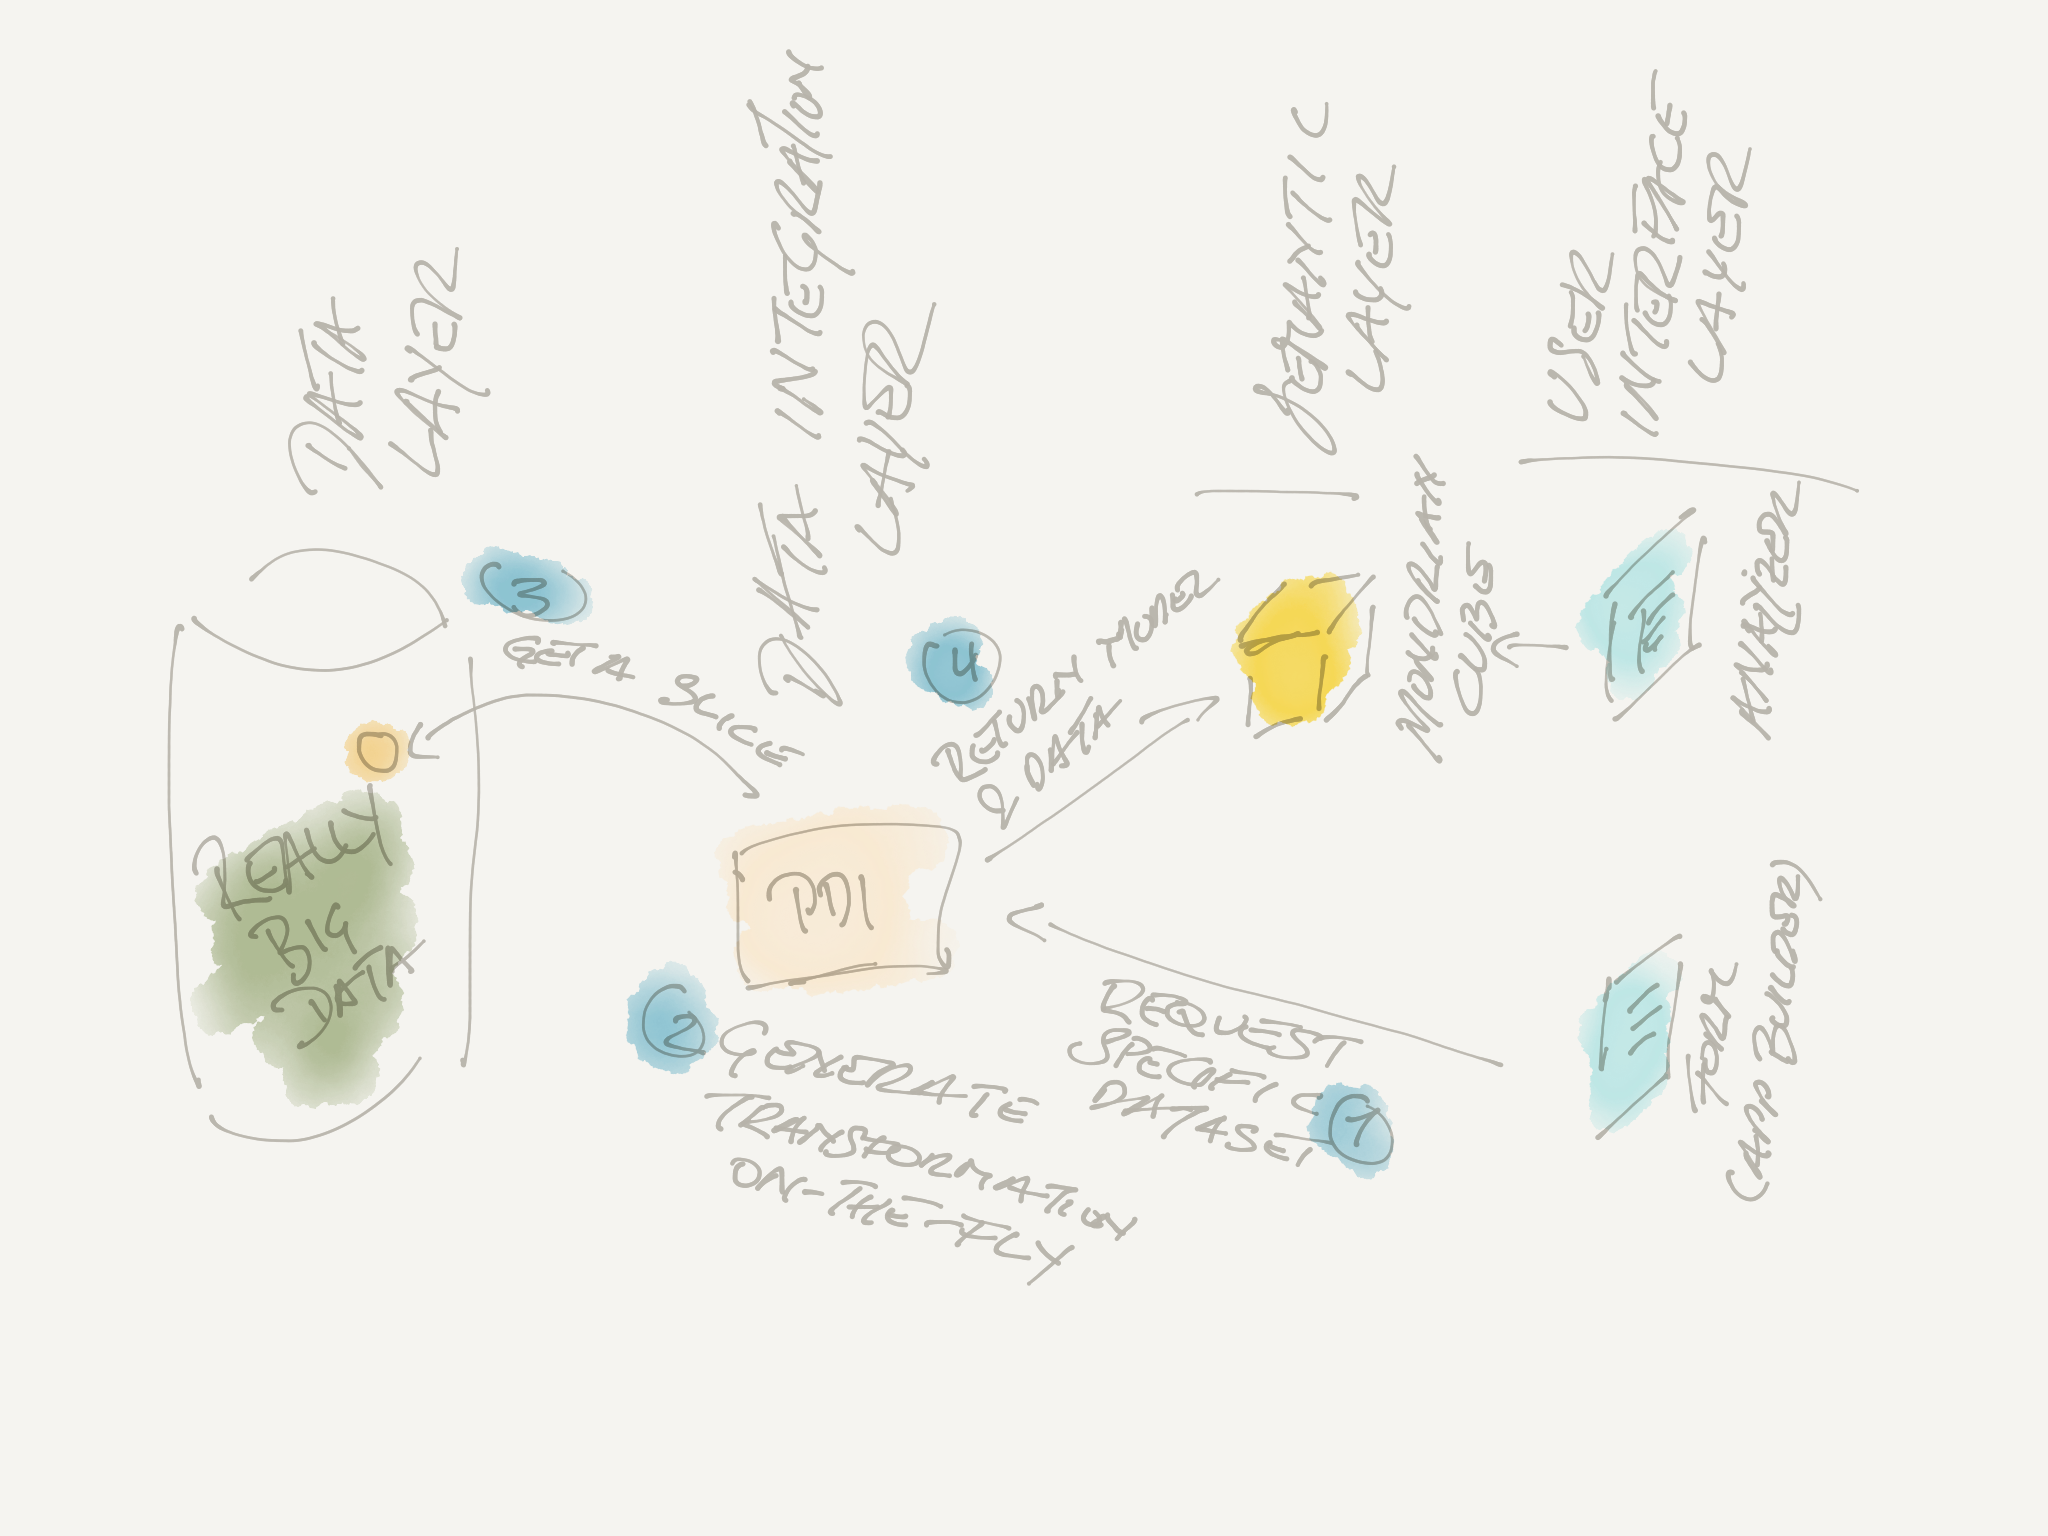 DATA
LAYER
DATA INTEGRATION
LAYER
SEMANTIC
LAYER
USER
INTERFACE
LAYER
3
GET A SLICE
4
RETURN MODEL
& DATA
MONDRIAN
CUBE
ANALYZER
REALLY
BIG
DATA
PDI
2
GENERATE
TRANSFORMATION
ON-THE-FLY
REQUEST
SPECIFIC
DATASET
1
FORM
(APP BUILDER)